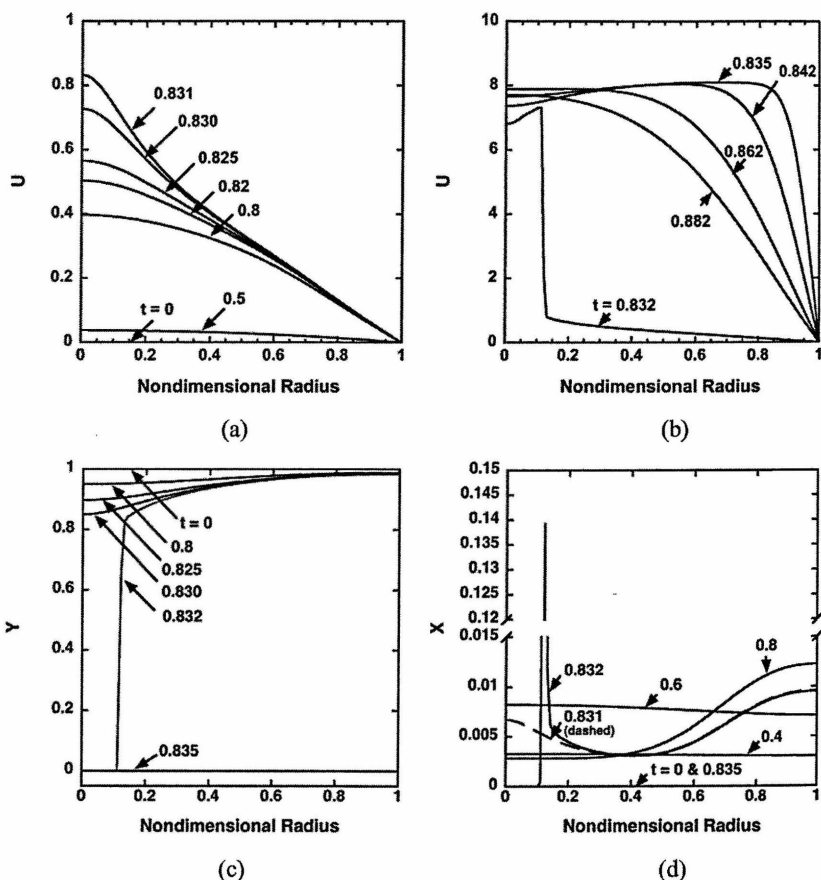 1
0.8
0.6
0.4
0.2
0
U
0.831
0.830
0.825
0.82
0.8
0.5
t = 0
0 0.2 0.4 0.6 0.8 1
Nondimensional Radius
(a)
10
8
6
4
2
0
U
0.835
0.842
0.862
0.882
t = 0.832
0 0.2 0.4 0.6 0.8 1
Nondimensional Radius
(b)
1
0.8
0.6
0.4
0.2
0
Y
t = 0
0.8
0.825
0.830
0.832
0.835
0 0.2 0.4 0.6 0.8 1
Nondimensional Radius
(c)
0.15
0.145
0.14
0.135
0.13
0.125
0.12
0.015
0.01
0.005
0
X
0.8
0.832
0.6
0.831
(dashed)
0.4
t = 0 & 0.835
0 0.2 0.4 0.6 0.8 1
Nondimensional Radius
(d)